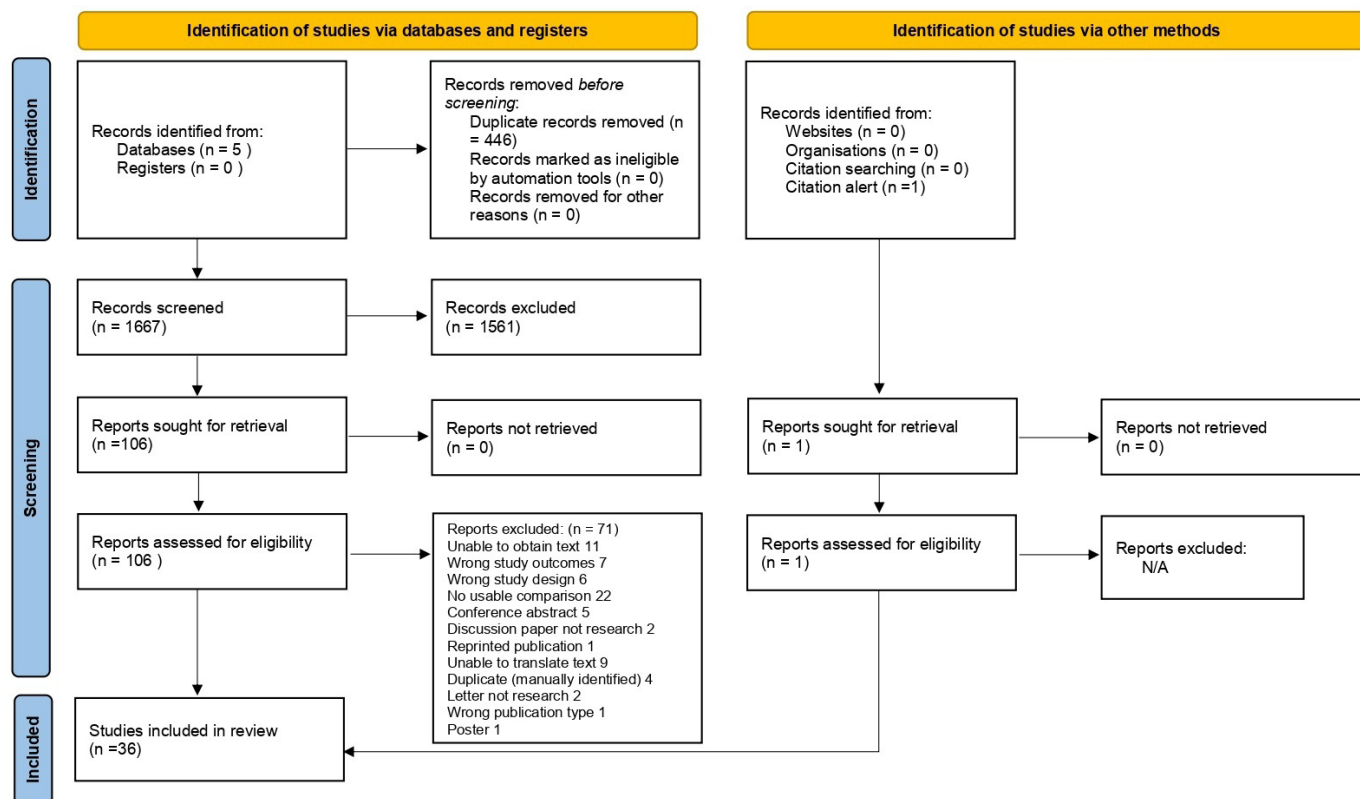 Identification of studies via databases and registers
Identification of studies via other methods
Identification
Records identified from:
Databases (n = 5 )
Registers (n = 0 )
Records removed before
screening:
Duplicate records removed (n
= 446)
Records marked as ineligible
by automation tools (n = 0)
Records removed for other
reasons (n = 0)
Records identified from:
Websites (n = 0)
Organisations (n = 0)
Citation searching (n = 0)
Citation alert (n =1)
Screening
Records screened
(n = 1667)
Records excluded
(n = 1561)
Reports sought for retrieval
(n =106)
Reports not retrieved
(n = 0)
Reports sought for retrieval
(n = 1)
Reports not retrieved
(n = 0)
Reports assessed for eligibility
(n = 106 )
Reports excluded: (n = 71)
Unable to obtain text 11
Wrong study outcomes 7
Wrong study design 6
No usable comparison 22
Conference abstract 5
Discussion paper not research 2
Reprinted publication 1
Unable to translate text 9
Duplicate (manually identified) 4
Letter not research 2
Wrong publication type 1
Poster 1
Reports assessed for eligibility
(n = 1)
Reports excluded:
N/A
Included
Studies included in review
(n =36)